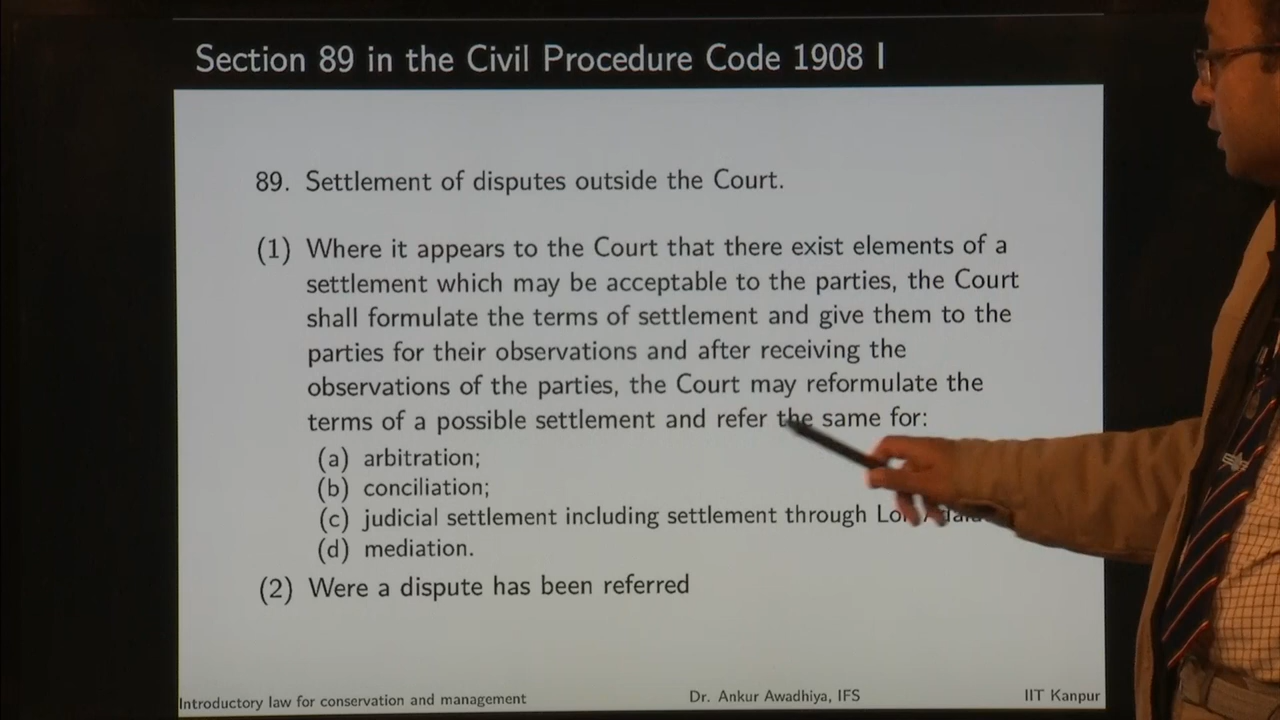 Section 89 in the Civil Procedure Code 1908 I
89. Settlement of disputes outside the Court.
(1) Where it appears to the Court that there exist elements of a
settlement which may be acceptable to the parties, the Court
shall formulate the terms of settlement and give them to the
parties for their observations and after receiving the
observations of the parties, the Court may reformulate the
terms of a possible settlement and refer the same for:
(a) arbitration;
(b) conciliation;
(c) judicial settlement including settlement through
(d) mediation.
(2) Were a dispute has been referred
Introductory law for conservation and management Dr. Ankur Awadhiya, IFS IIT Kanpur